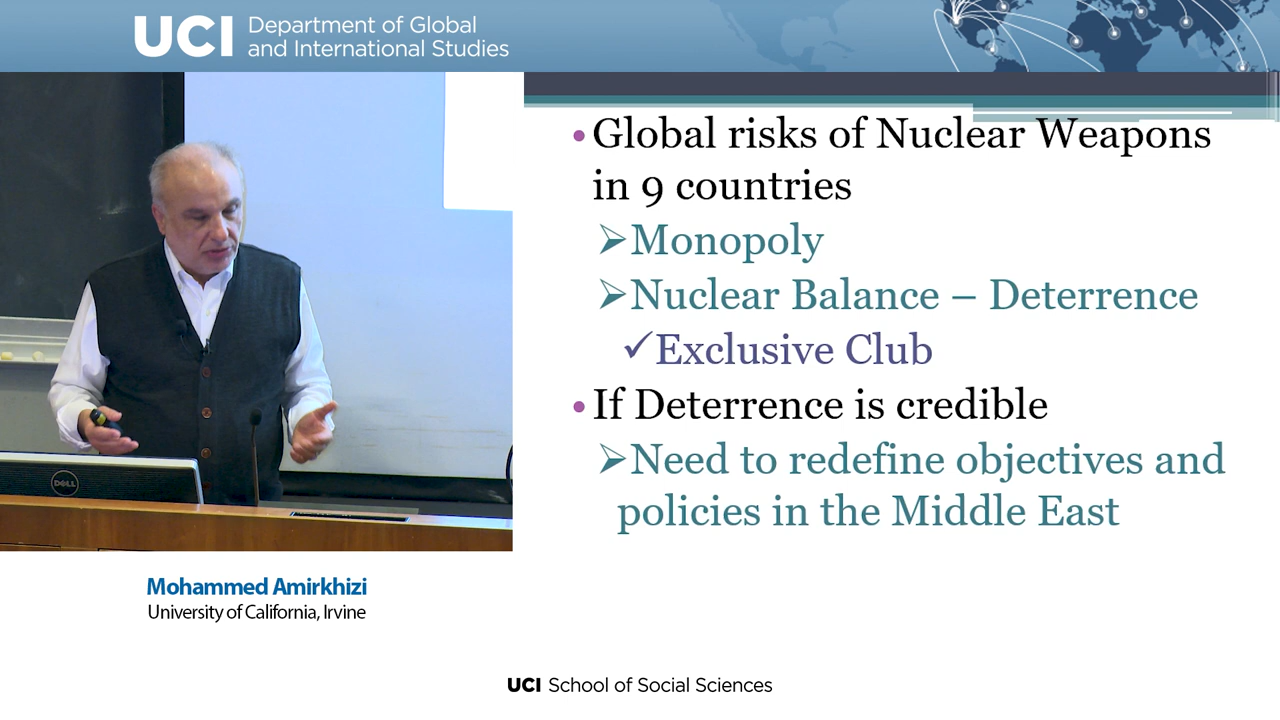 UCI Department of Global
and International Studies
• Global risks of Nuclear Weapons
in 9 countries
➢Monopoly
➢Nuclear Balance – Deterrence
✓Exclusive Club
• If Deterrence is credible
➢Need to redefine objectives and
policies in the Middle East
DELL
Mohammed Amirkhizi
University of California, Irvine
UCI School of Social Sciences